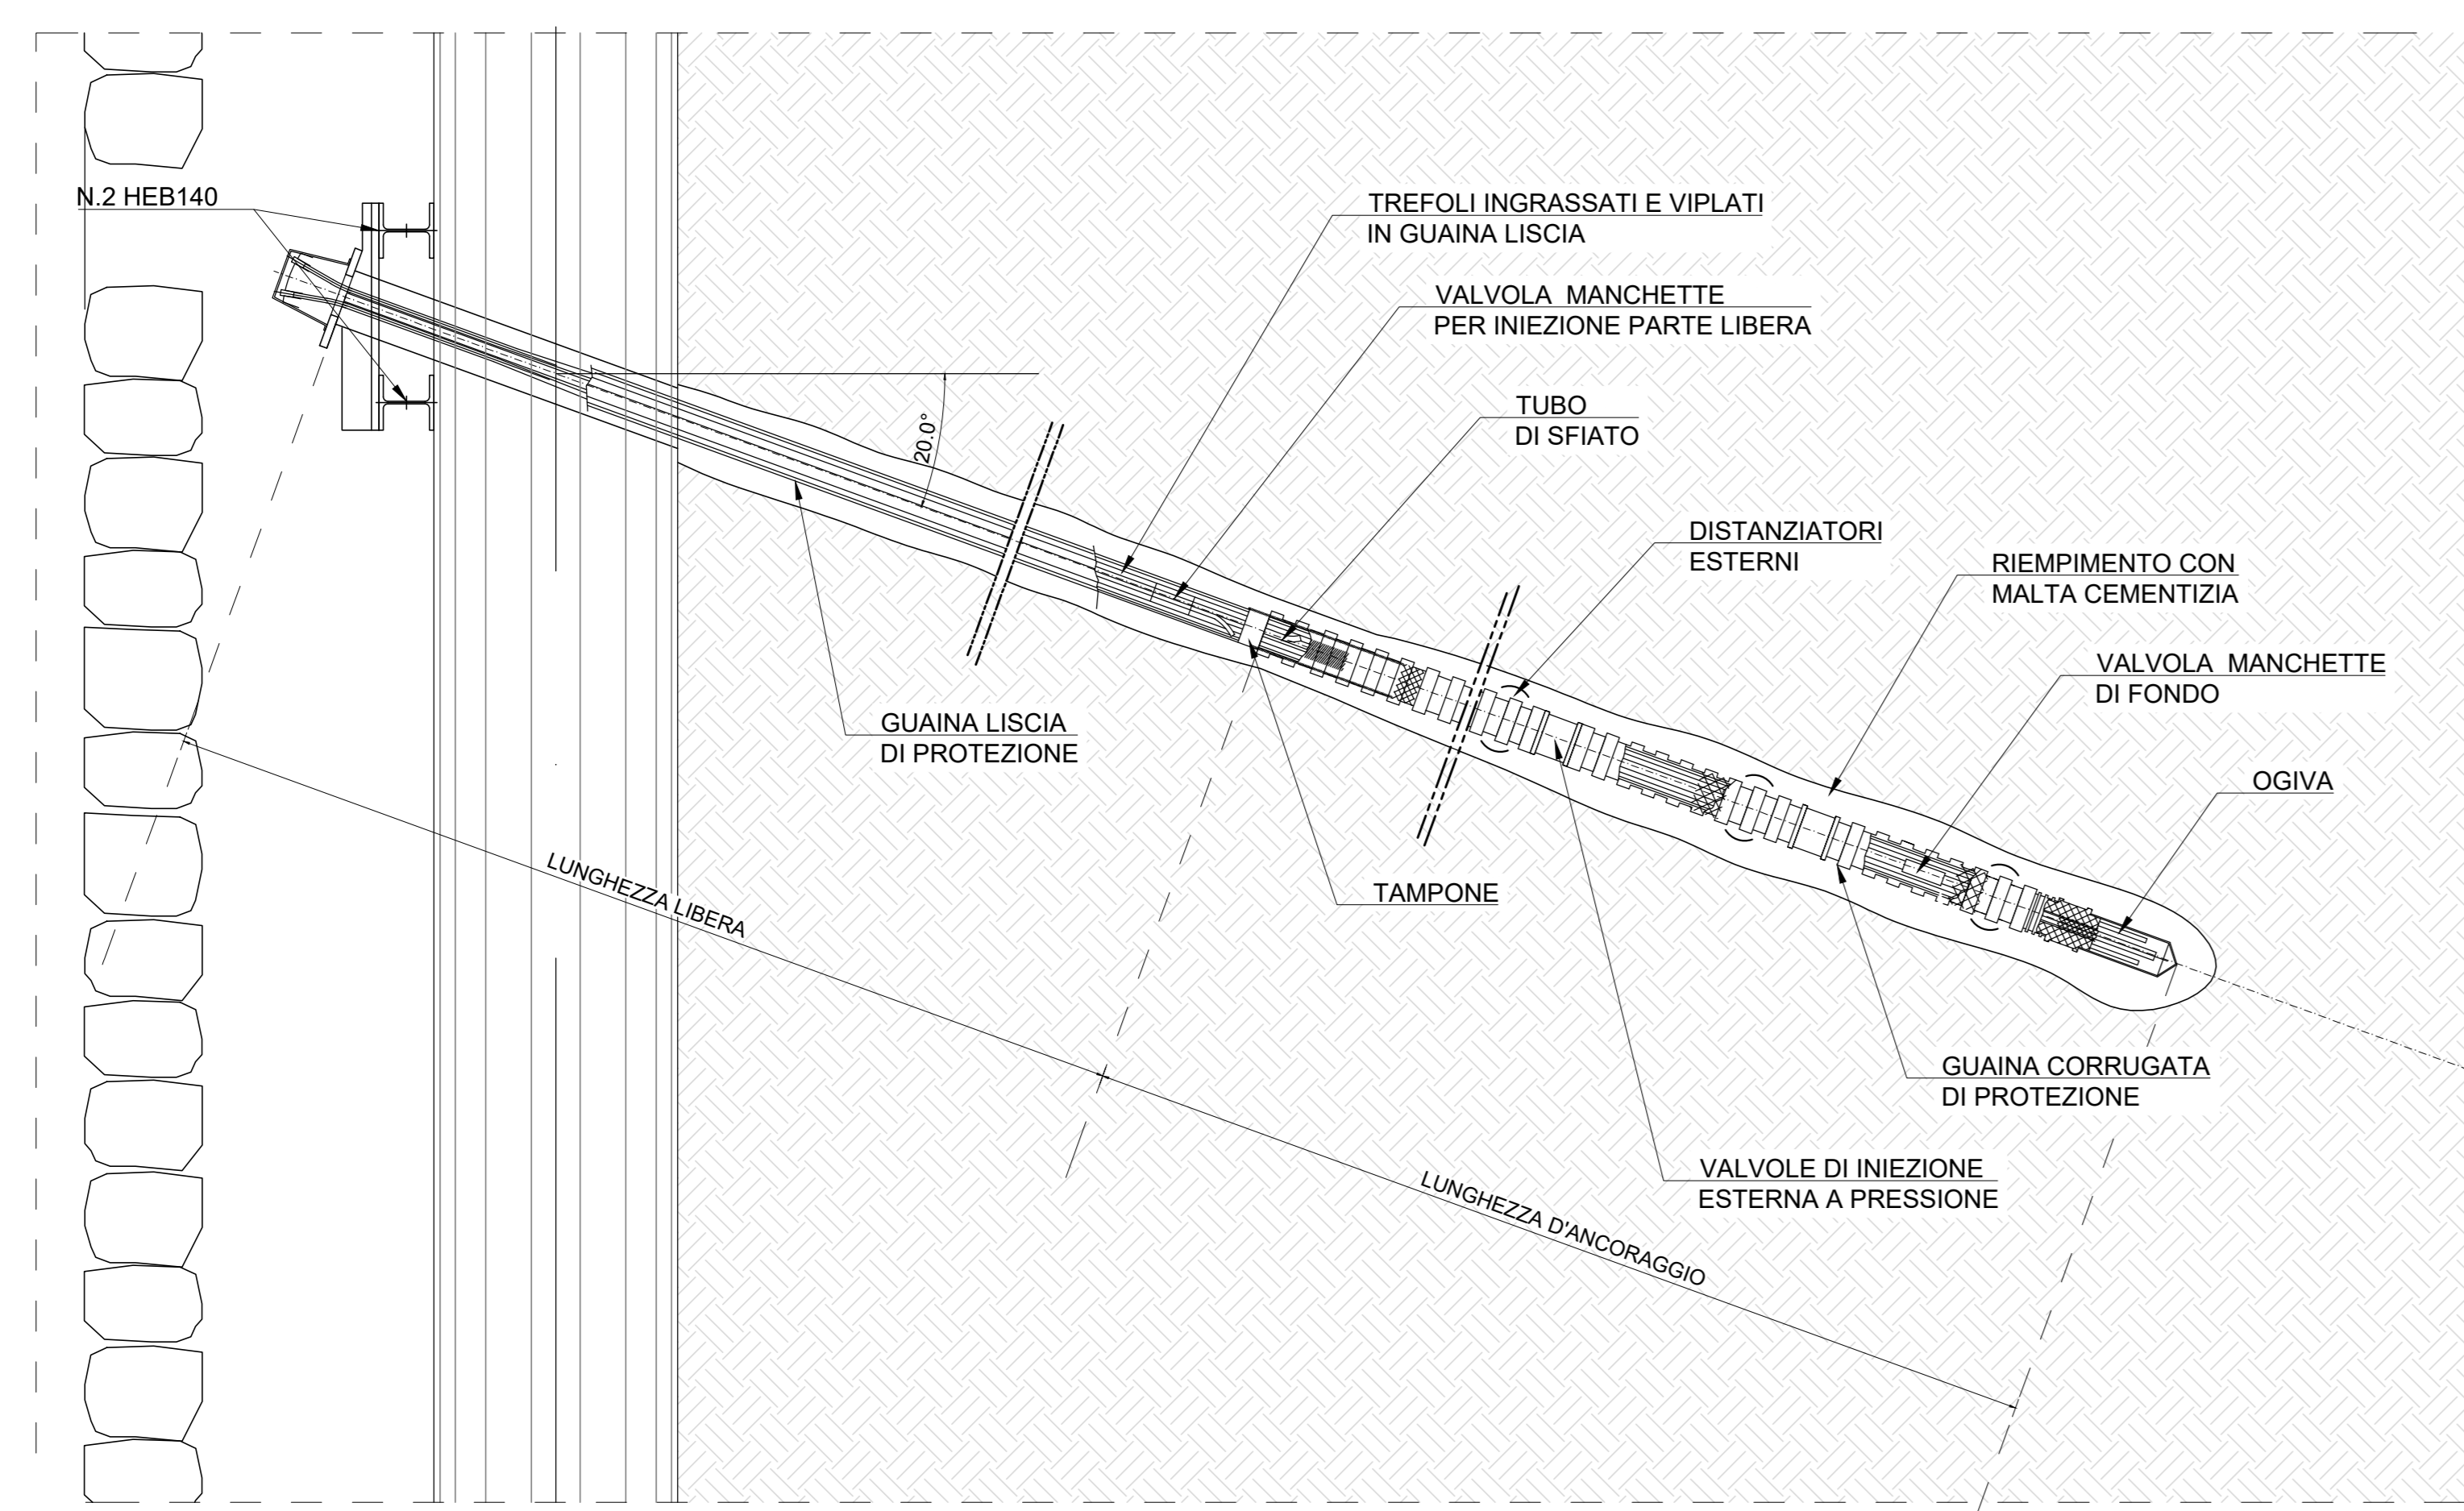 N.2 HEB140
TREFOLI INGRASSATI E VIPLATI
IN GUAINA LISCIA
VALVOLA MANCHETTE
PER INIEZIONE PARTE LIBERA
TUBO
DI SFIATO
20.0°
DISTANZIATORI
ESTERNI
RIEMPIMENTO CON
MALTA CEMENTIZIA
VALVOLA MANCHETTE
DI FONDO
OGIVA
GUAINA LISCIA
DI PROTEZIONE
TAMPONE
LUNGHEZZA LIBERA
GUAINA CORRUGATA
DI PROTEZIONE
VALVOLE DI INIEZIONE
ESTERNA A PRESSIONE
LUNGHEZZA D'ANCORAGGIO